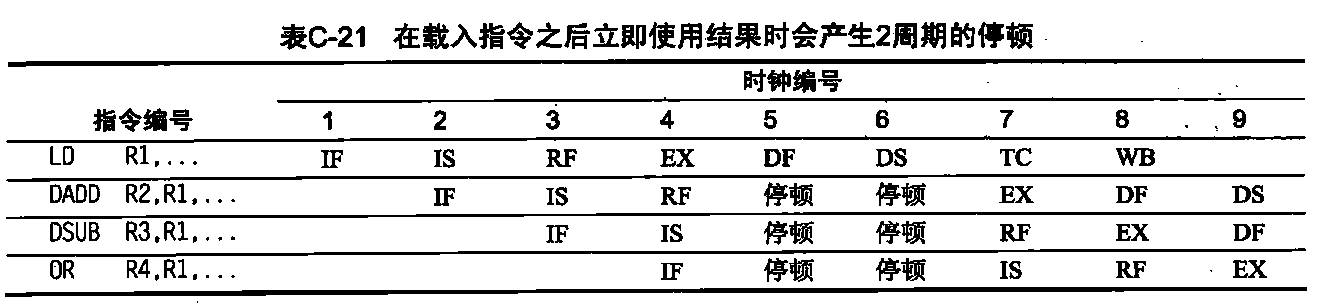 表C-21 在载入指令之后立即使用结果时会产生2周期的停顿
时钟编号
指令编号 1 2 3 4 5 6 7 8 9
LD R1,... IF IS RF EX DF DS TC WB
DADD R2,R1,... IF IS RF 停顿 停顿 EX DF DS
DSUB R3,R1,... IF IS 停顿 停顿 RF EX DF
OR R4,R1,... IF 停顿 停顿 IS RF EX